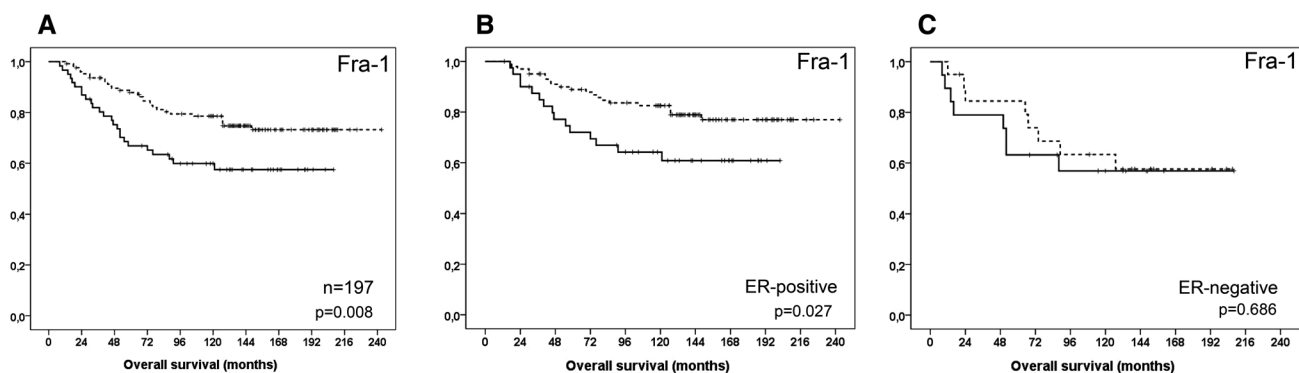 A
Fra-1
1,0
0,8
0,6
0,4
0,2
0,0
n=197
p=0.008
0 24 48 72 96 120 144 168 192 216 240
Overall survival (months)
B
Fra-1
1,0
0,8
0,6
0,4
0,2
0,0
ER-positive
p=0.027
0 24 48 72 96 120 144 168 192 216 240
Overall survival (months)
C
Fra-1
1,0
0,8
0,6
0,4
0,2
0,0
ER-negative
p=0.686
0 24 48 72 96 120 144 168 192 216 240
Overall survival (months)